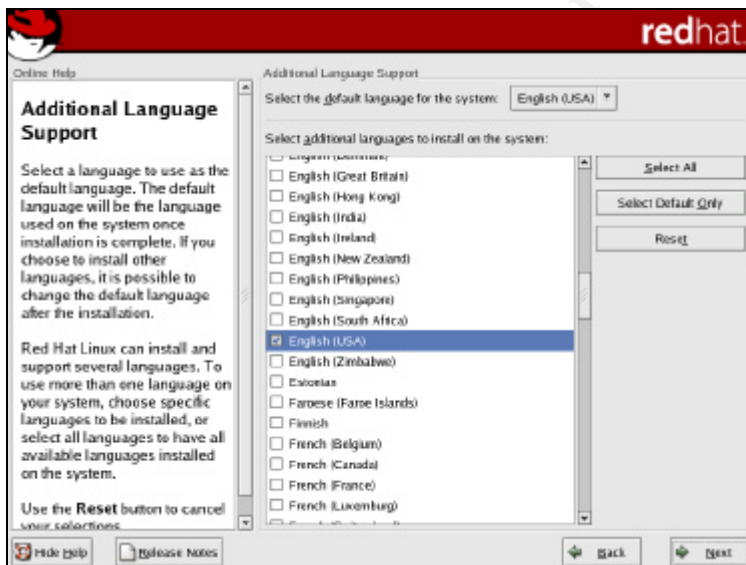 redhat.
Online Help
Additional Language
Support
Select a language to use as the
default language. The default
language will be the language
used on the system once
installation is complete. If you
choose to install other
languages, it is possible to
change the default language
after the installation.
Red Hat Linux can install and
support several languages. To
use more than one language on
your system, choose specific
languages to be installed, or
select all languages to have all
available languages installed
on the system.
Use the Reset button to cancel
your selections
Additional Language Support
Select the default language for the system: English (USA)
Select additional languages to install on the system:
English (Great Britain)
English (Hong Kong)
English (India)
English (Ireland)
English (New Zealand)
English (Philippines)
English (Singapore)
English (South Africa)
English (USA)
English (Zimbabwe)
Estonian
Faroese (Faroe Islands)
Finnish
French (Belgium)
French (Canada)
French (France)
French (Luxemburg)
Select All
Select Default Only
Reset
Hide Help
Release Notes
Back
Next